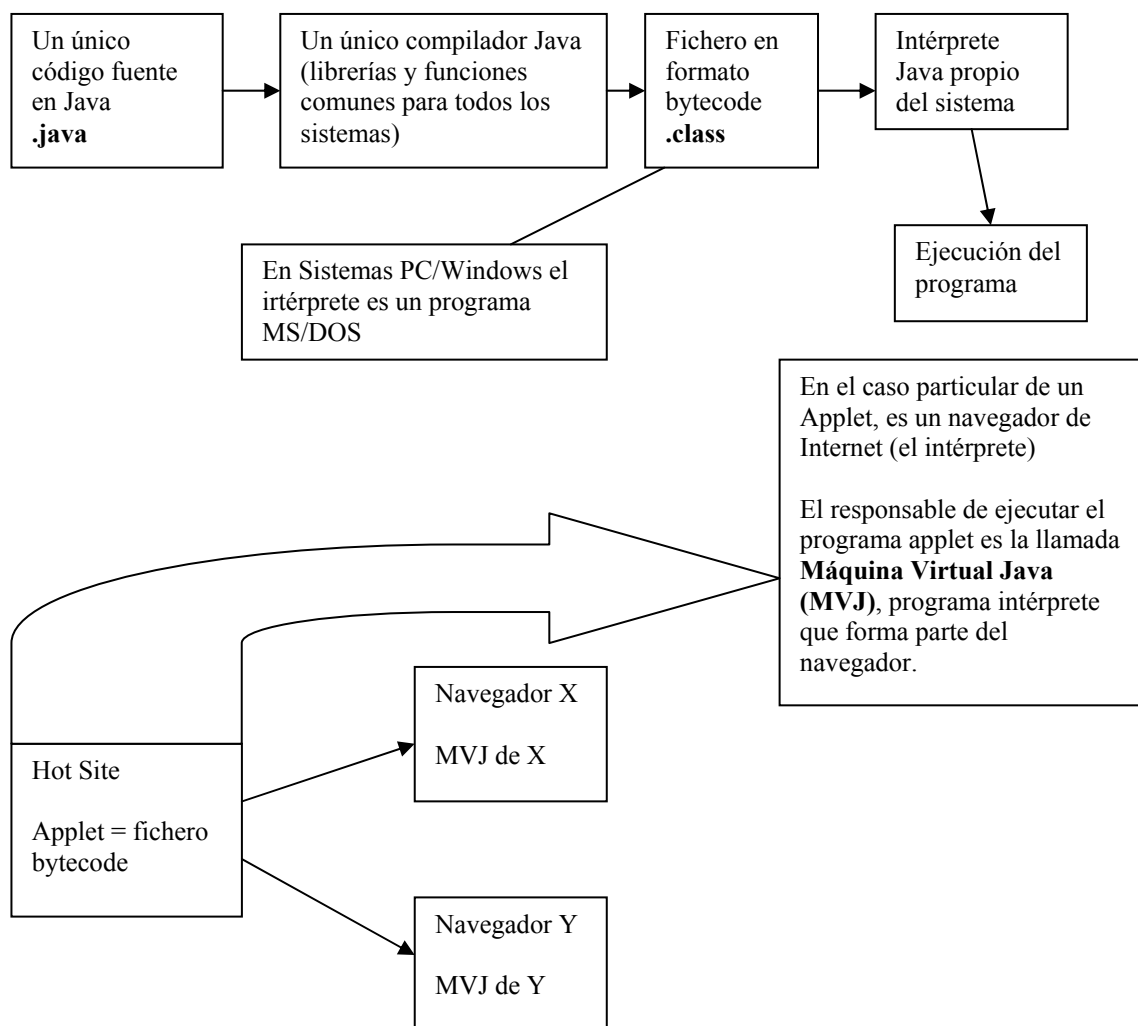 Un único
código fuente
en Java
.java
Un único compilador Java
(librerías y funciones
comunes para todos los
sistemas)
Fichero en
formato
bytecode
.class
Intérprete
Java propio
del sistema
En Sistemas PC/Windows el
irtérprete es un programa
MS/DOS
Ejecución del
programa
En el caso particular de un
Applet, es un navegador de
Internet (el intérprete)
El responsable de ejecutar el
programa applet es la llamada
Máquina Virtual Java
(MVJ), programa intérprete
que forma parte del
navegador.
Hot Site
Applet = fichero
bytecode
Navegador X
MVJ de X
Navegador Y
MVJ de Y